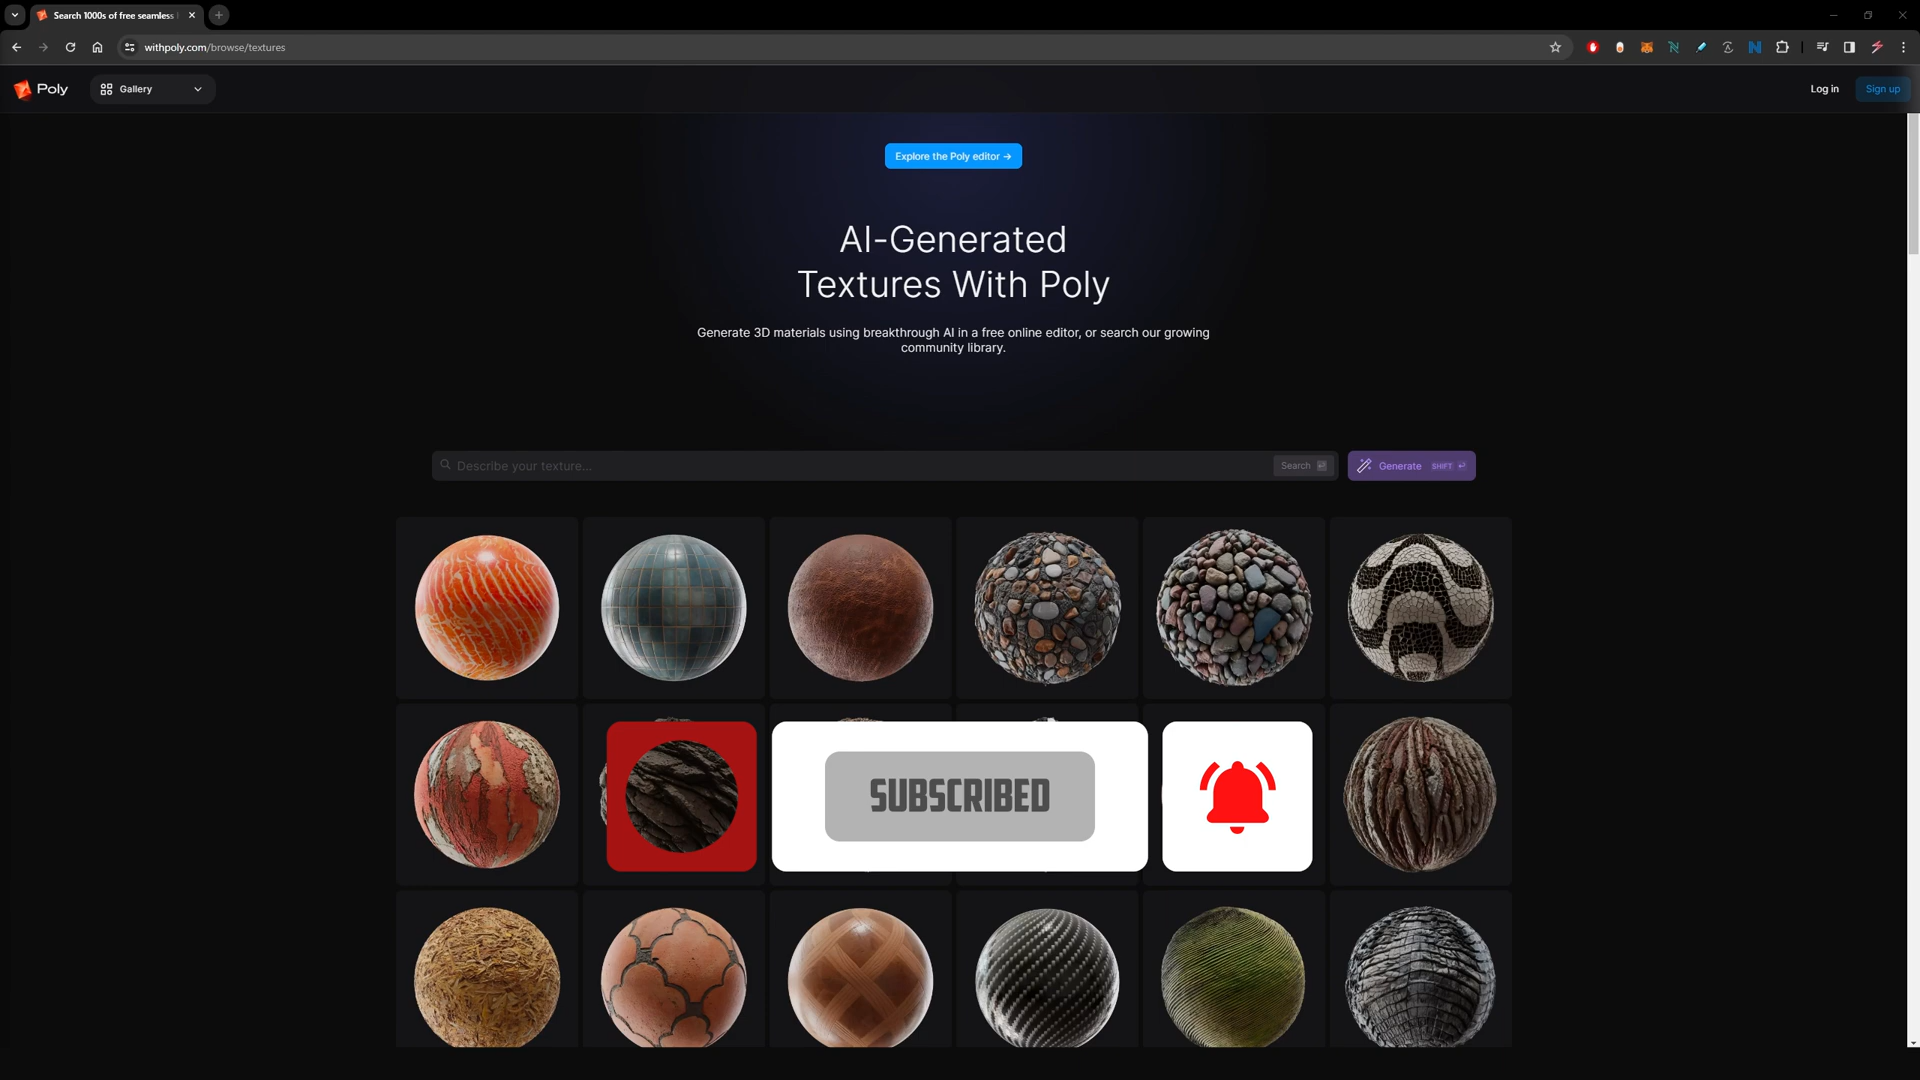 Search 1000s of free seamless
withpoly.com/browse/textures
Poly
Gallery
Log in
Sign up
Explore the Poly editor →
AI-Generated
Textures With Poly
Generate 3D materials using breakthrough AI in a free online editor, or search our growing
community library.
Describe your texture...
Search
Generate SHIFT
SUBSCRIBED